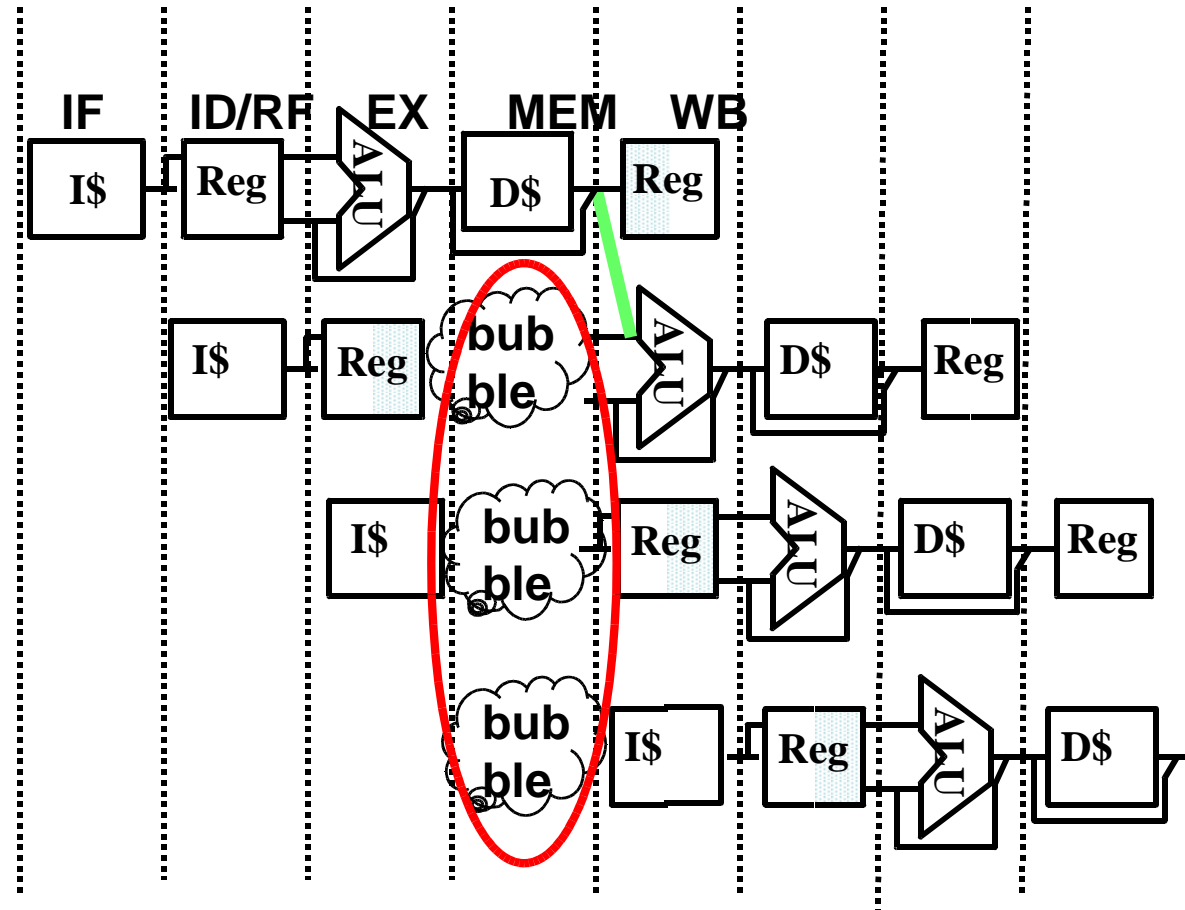 IF ID/RF EX MEM WB
I$ Reg ALU D$ Reg
I$ Reg bub ALU D$ Reg
ble
I$ bub Reg ALU D$ Reg
ble
bub I$ Reg ALU D$
ble